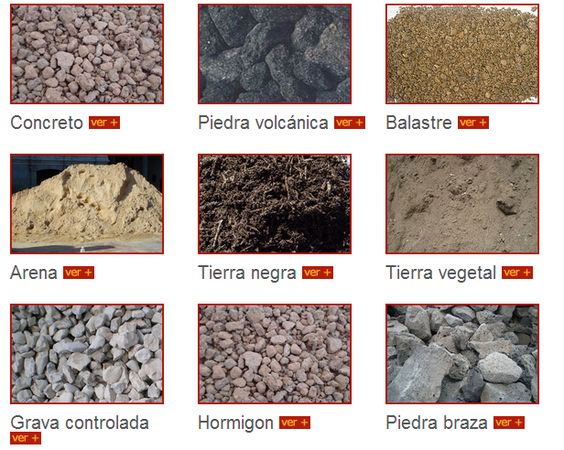 Concreto ver +
Piedra volcánica ver +
Balastre ver +
Arena ver +
Tierra negra ver +
Tierra vegetal ver +
Grava controlada
ver +
Hormigon ver +
Piedra braza ver +